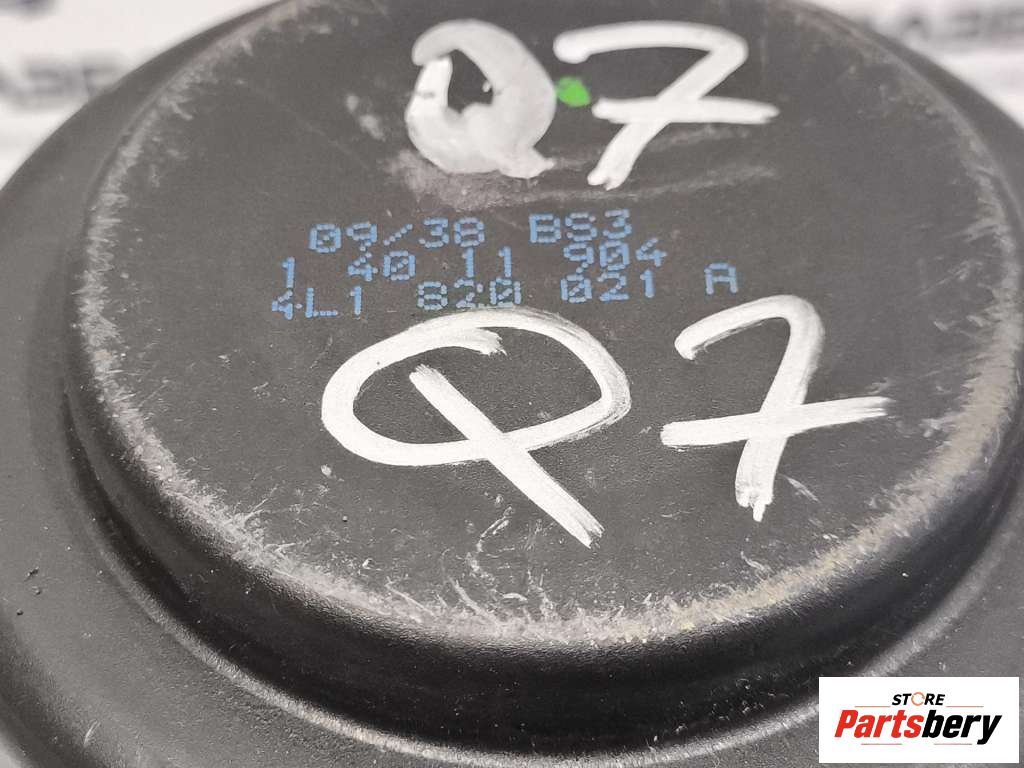 Q7
09/38 BS3
1 40 11 904
4L1 820 021 A
Q7
STORE
Partsbery